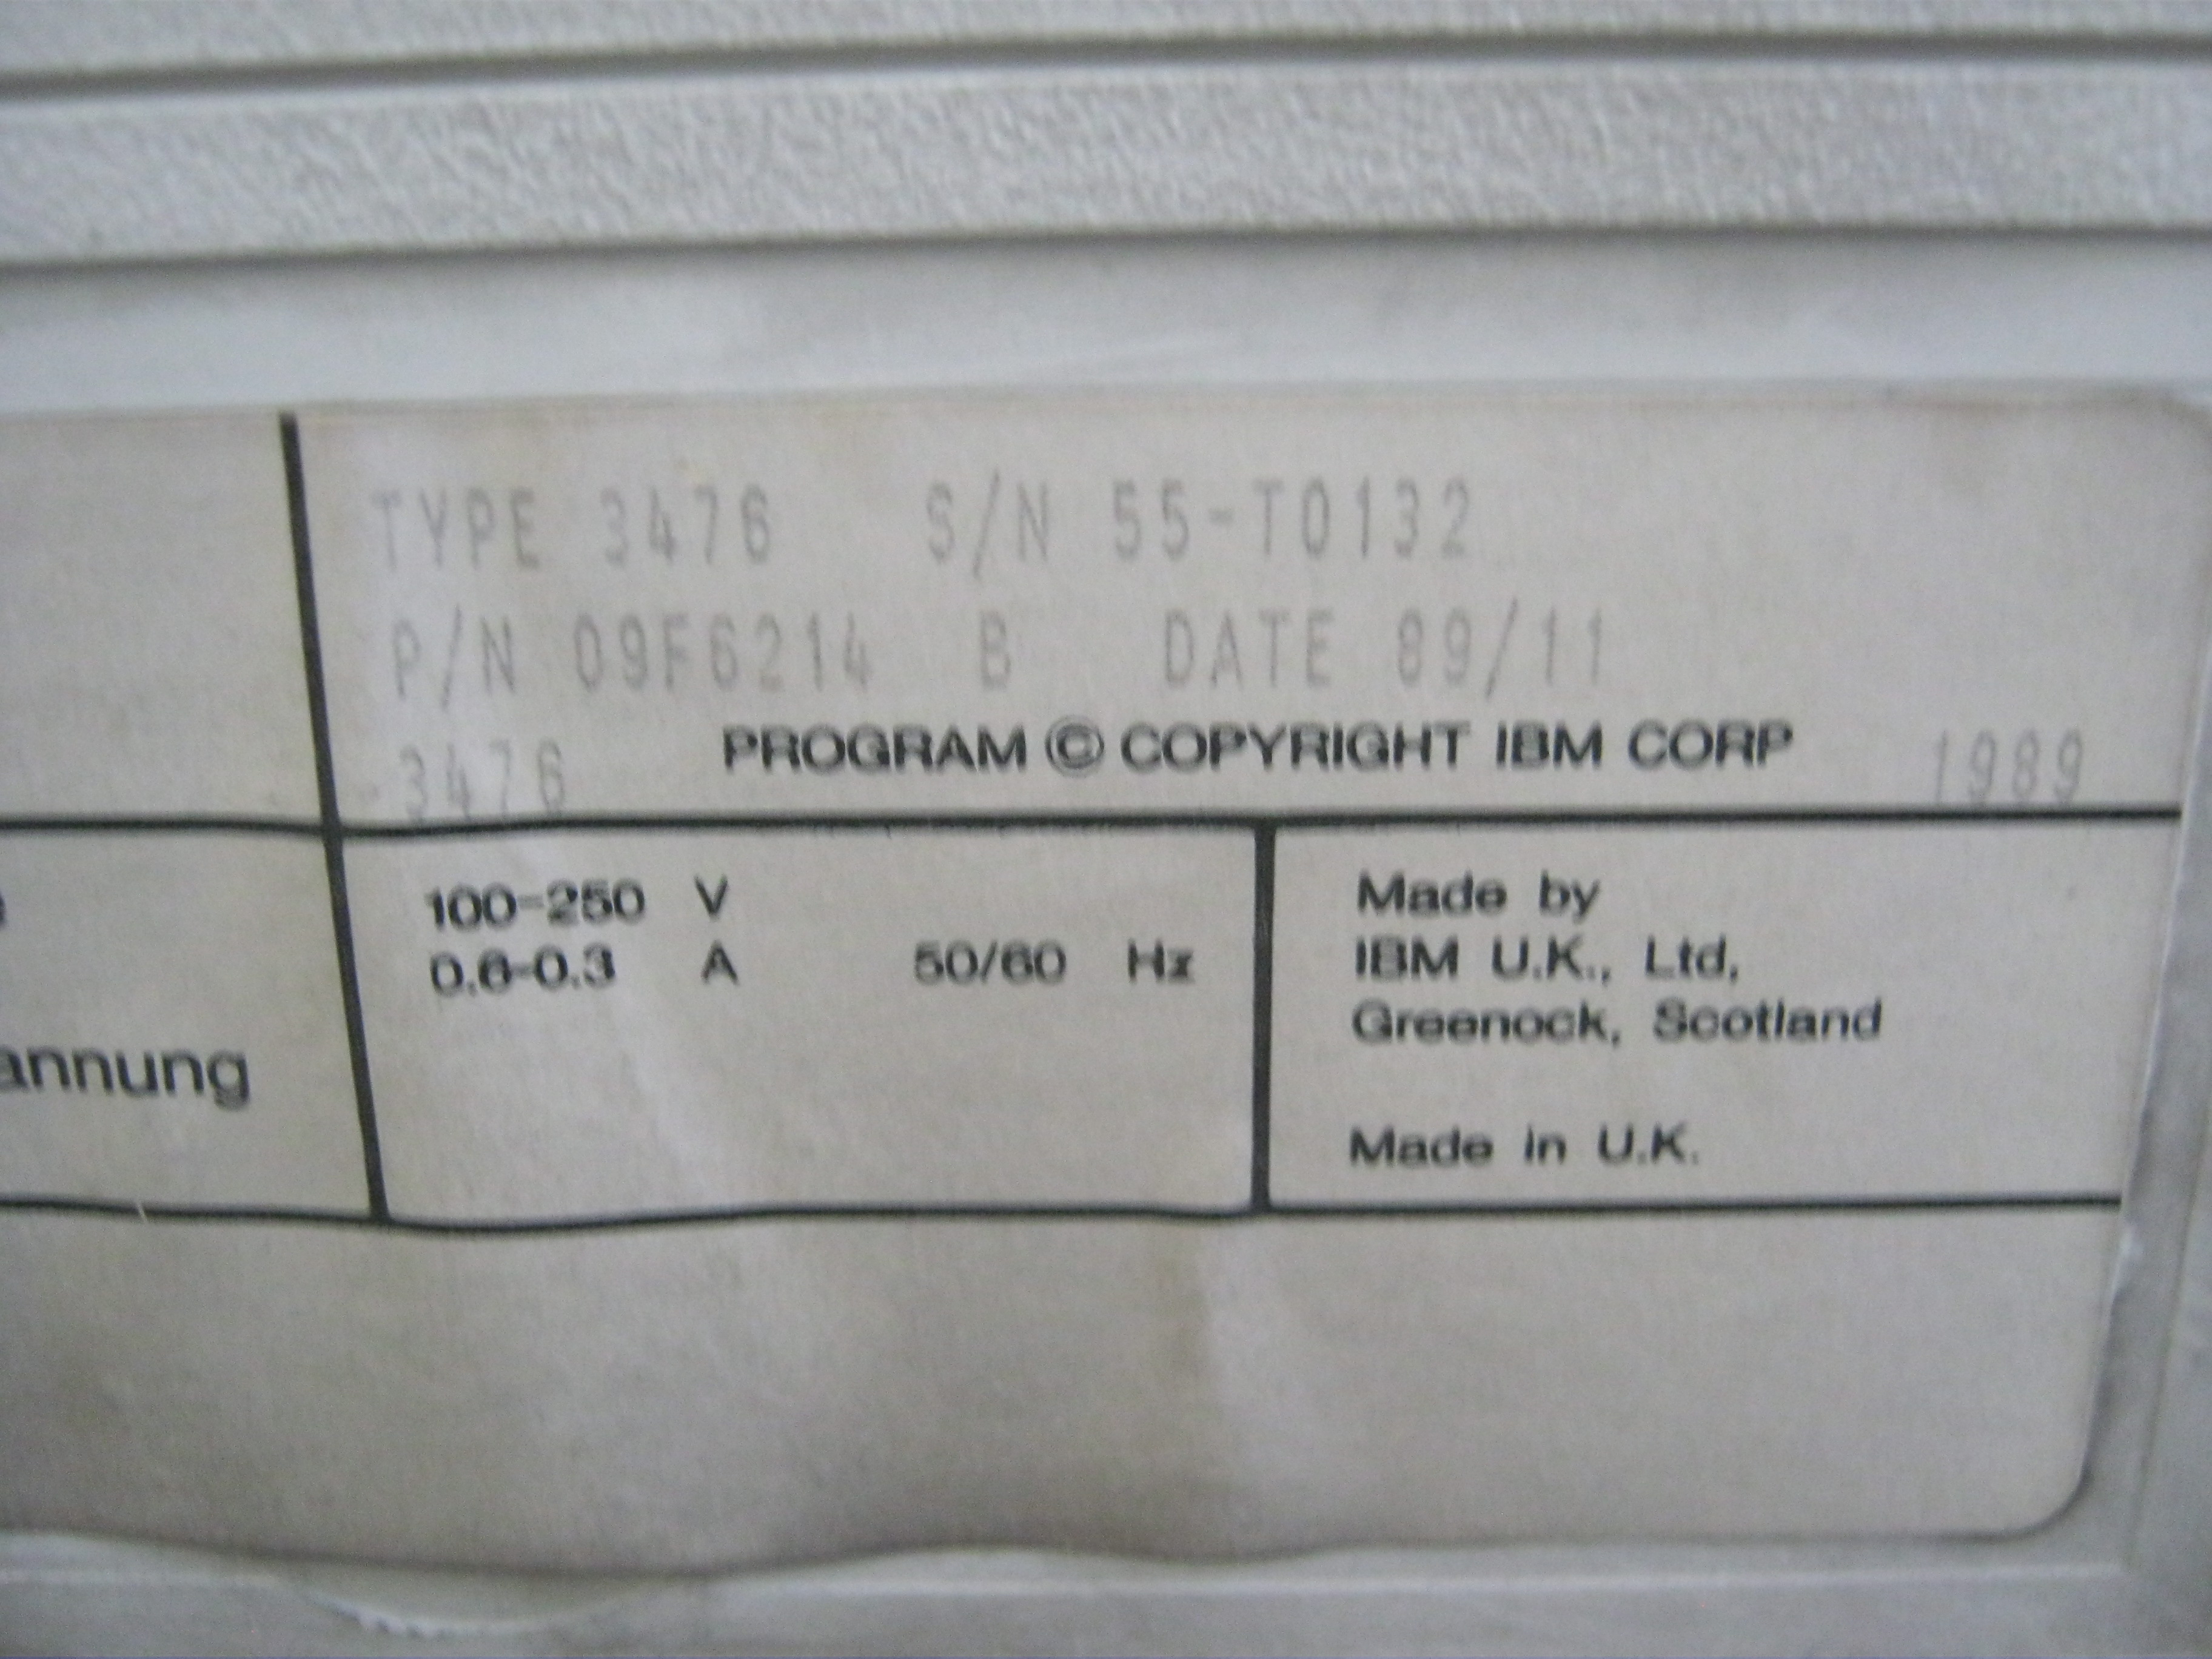 TYPE 3476 S/N 55-T0132
P/N 09F6214 B DATE 89/11
3476 PROGRAM © COPYRIGHT IBM CORP 1989
100-250 V
0.6-0.3 A 50/60 Hz
annung
Made by
IBM U.K., Ltd,
Greenock, Scotland
Made in U.K.